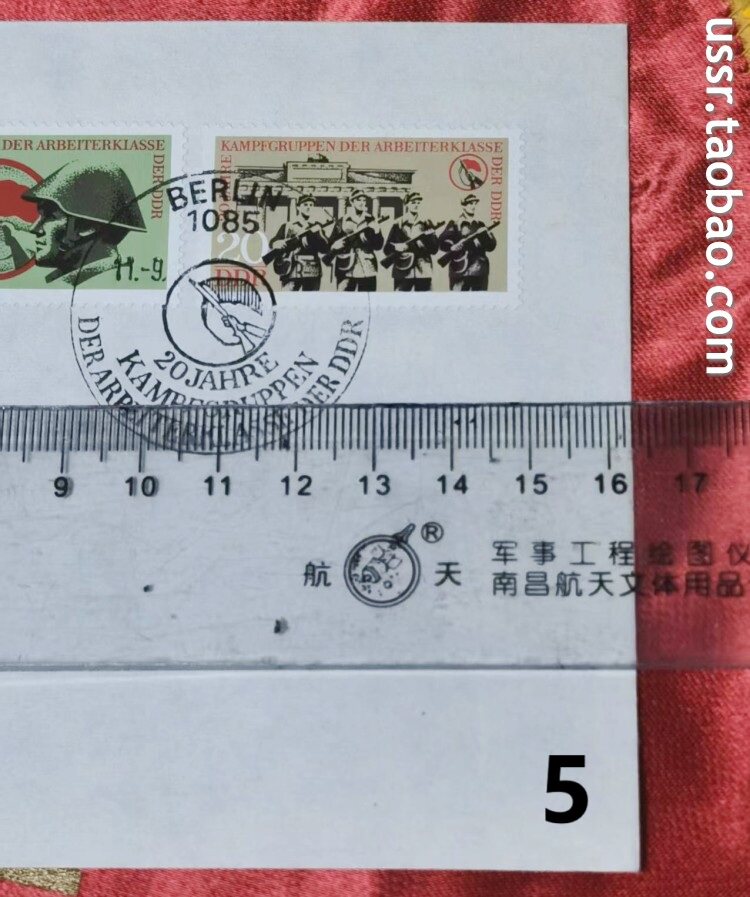 ussr.taobao.com
DER ARBEITERKLASSE
DER DDR
KAMPFGRUPPEN DER ARBEITERKLASSE
DER DDR
20
DDR
BERLIN
1085
11.-9.
20 JAHRE
KAMPFGRUPPEN
DER ARBEITERKLASSE DER DDR
9 10 11 12 13 14 15 16 17
航 ® 天
军事工程绘图仪
南昌航天文体用品
5